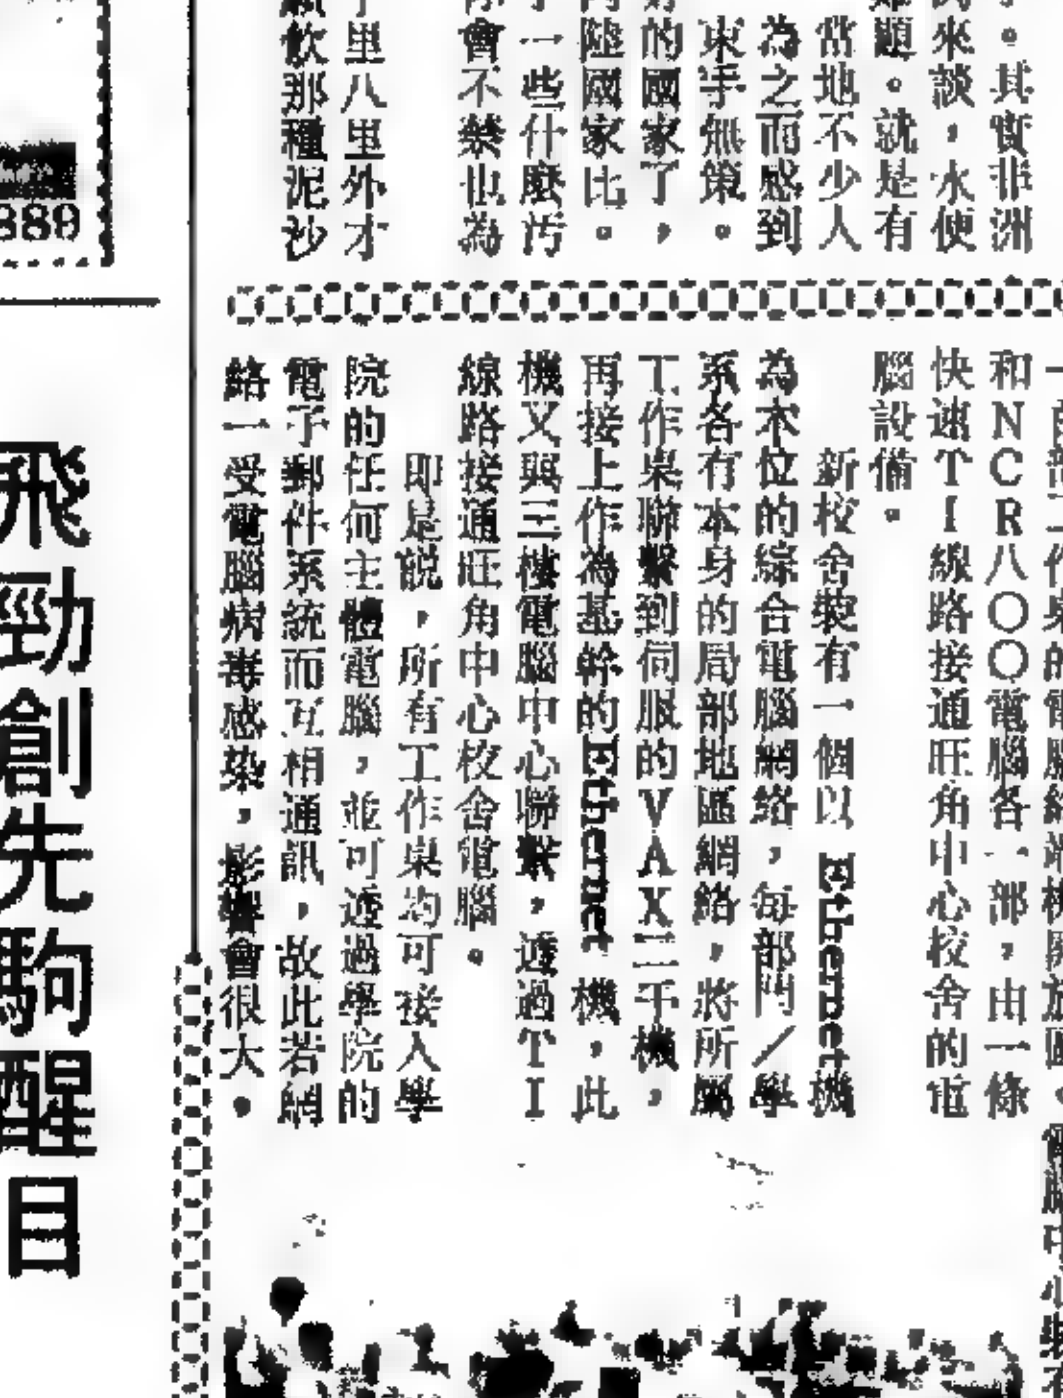 。其實非洲
來談，水便
難題。就是有
當地不少人
為之而感到
束手無策。
的國家了，
陸國家比。
一些什麼污
會不禁也為
里八里外才
飲那種泥沙
和ＮＣＲ八〇〇電腦各一部，由一條
快速ＴＩ線路接通旺角中心校舍的電
腦設備。
新校舍裝有一個以 Ethernet機
為本位的綜合電腦網絡，每部門／學
系各有本身的局部地區網絡，將所屬
工作桌聯繫到伺服的ＶＡＸ三千機，
再接上作為基幹的Ethernet 機，此
機又與三樓電腦中心聯繫，透過ＴＩ
線路接通旺角中心校舍電腦。
即是説，所有工作桌均可接入學
院的任何主體電腦，並可透過學院的
電子郵件系統而互相通訊，故此若網
絡一受電腦病毒感染，影響會很大。
880
飛勁創先駒醒目